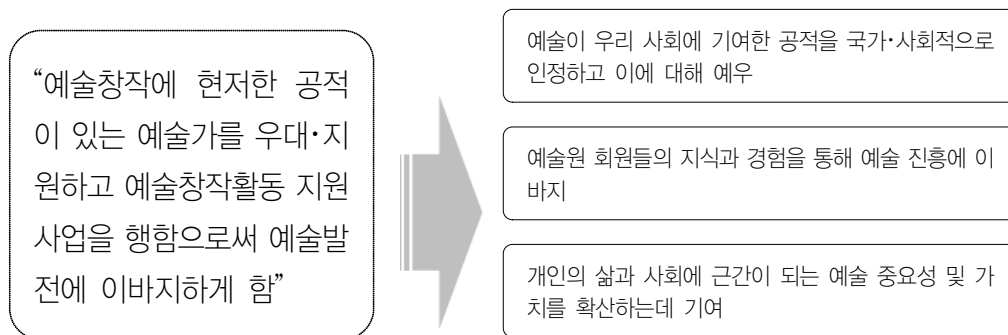 “예술창작에 현저한 공적
이 있는 예술가를 우대·지
원하고 예술창작활동 지원
사업을 행함으로써 예술발
전에 이바지하게 함”
예술이 우리 사회에 기여한 공적을 국가·사회적으로
인정하고 이에 대해 예우
예술원 회원들의 지식과 경험을 통해 예술 진흥에 이
바지
개인의 삶과 사회에 근간이 되는 예술 중요성 및 가
치를 확산하는데 기여